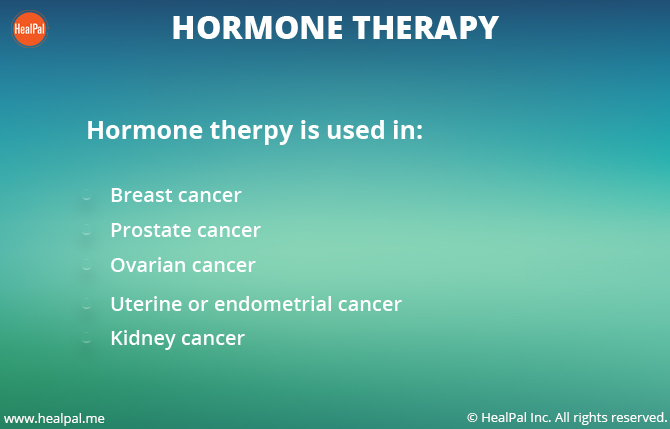 HealPal
HORMONE THERAPY
Hormone therpy is used in:
Breast cancer
Prostate cancer
Ovarian cancer
Uterine or endometrial cancer
Kidney cancer
www.healpal.me
© HealPal Inc. All rights reserved.